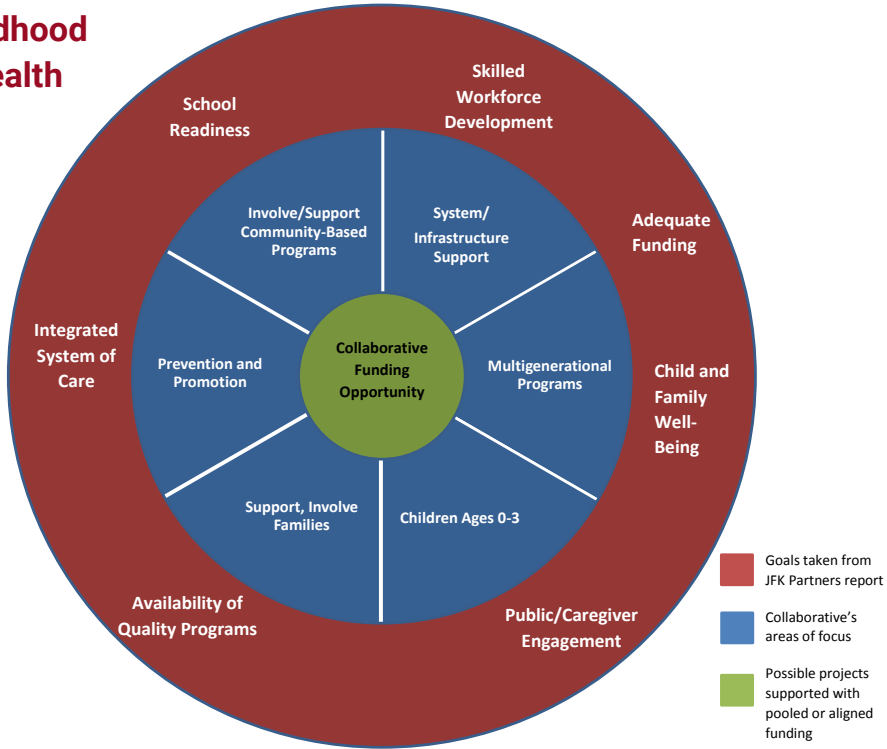 dhood
ealth
School
Readiness
Skilled
Workforce
Development
Adequate
Funding
Child and
Family
Well-
Being
Public/Caregiver
Engagement
Availability of
Quality Programs
Integrated
System of
Care
Involve/Support
Community-Based
Programs
System/
Infrastructure
Support
Multigenerational
Programs
Children Ages 0-3
Support, Involve
Families
Prevention and
Promotion
Collaborative
Funding
Opportunity
Goals taken from
JFK Partners report
Collaborative’s
areas of focus
Possible projects
supported with
pooled or aligned
funding